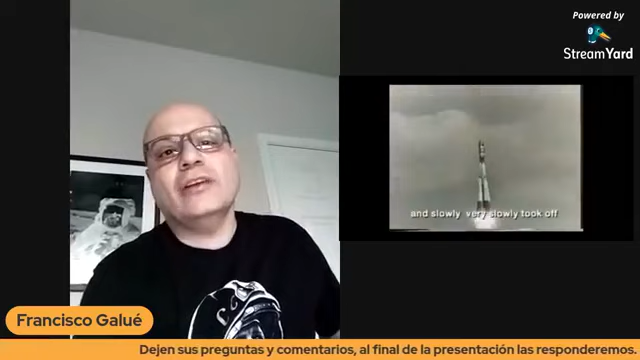 Powered by
StreamYard
and slowly very slowly took off
CC
Francisco Galué
Dejen sus preguntas y comentarios, al final de la presentación las responderemos.